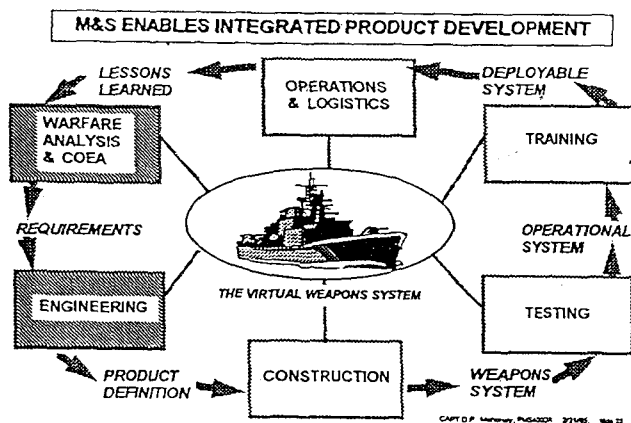 M&S ENABLES INTEGRATED PRODUCT DEVELOPMENT
LESSONS
LEARNED
OPERATIONS
& LOGISTICS
DEPLOYABLE
SYSTEM
WARFARE
ANALYSIS
& COEA
TRAINING
REQUIREMENTS
OPERATIONAL
SYSTEM
THE VIRTUAL WEAPONS SYSTEM
ENGINEERING
TESTING
PRODUCT
DEFINITION
CONSTRUCTION
WEAPONS
SYSTEM
CAPT D.P.